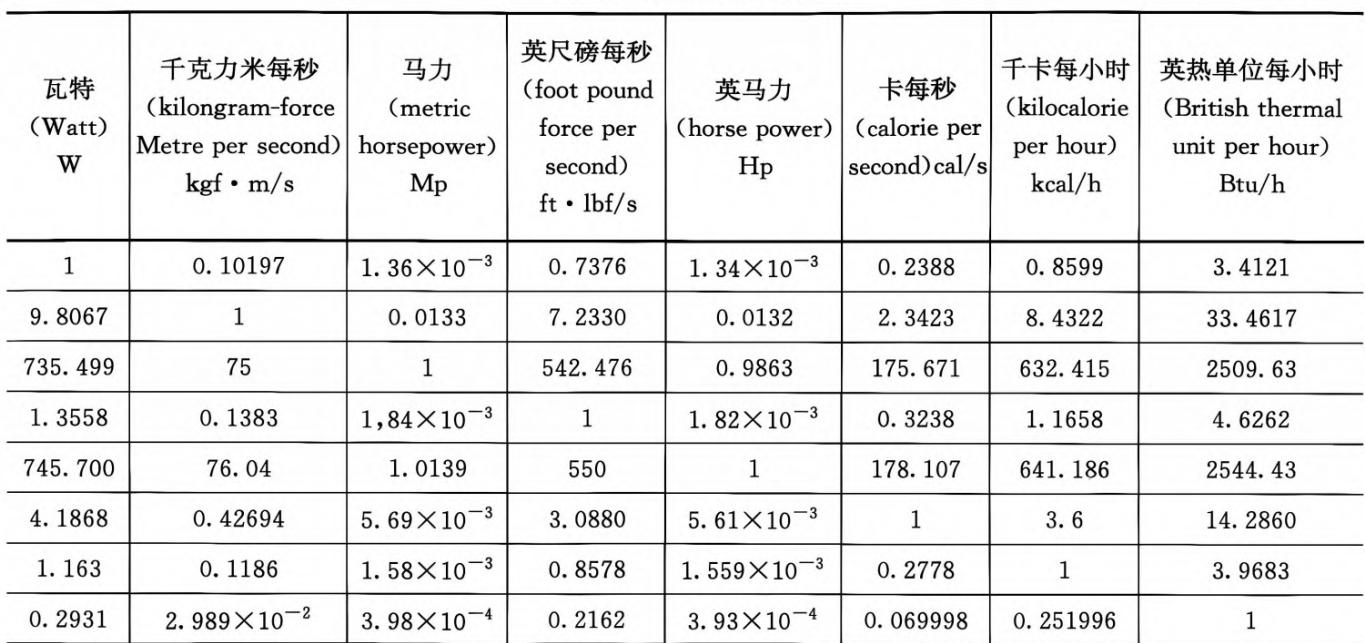 瓦特
(Watt)
W
千克力米每秒
(kilongram-force
Metre per second)
kgf·m/s
马力
(metric
horsepower)
Mp
英尺磅每秒
(foot pound
force per
second)
ft·lbf/s
英马力
(horse power)
Hp
卡每秒
(calorie per
second)cal/s
千卡每小时
(kilocalorie
per hour)
kcal/h
英热单位每小时
(British thermal
unit per hour)
Btu/h
1 0.10197 1.36×10⁻³ 0.7376 1.34×10⁻³ 0.2388 0.8599 3.4121
9.8067 1 0.0133 7.2330 0.0132 2.3423 8.4322 33.4617
735.499 75 1 542.476 0.9863 175.671 632.415 2509.63
1.3558 0.1383 1,84×10⁻³ 1 1.82×10⁻³ 0.3238 1.1658 4.6262
745.700 76.04 1.0139 550 1 178.107 641.186 2544.43
4.1868 0.42694 5.69×10⁻³ 3.0880 5.61×10⁻³ 1 3.6 14.2860
1.163 0.1186 1.58×10⁻³ 0.8578 1.559×10⁻³ 0.2778 1 3.9683
0.2931 2.989×10⁻² 3.98×10⁻⁴ 0.2162 3.93×10⁻⁴ 0.069998 0.251996 1